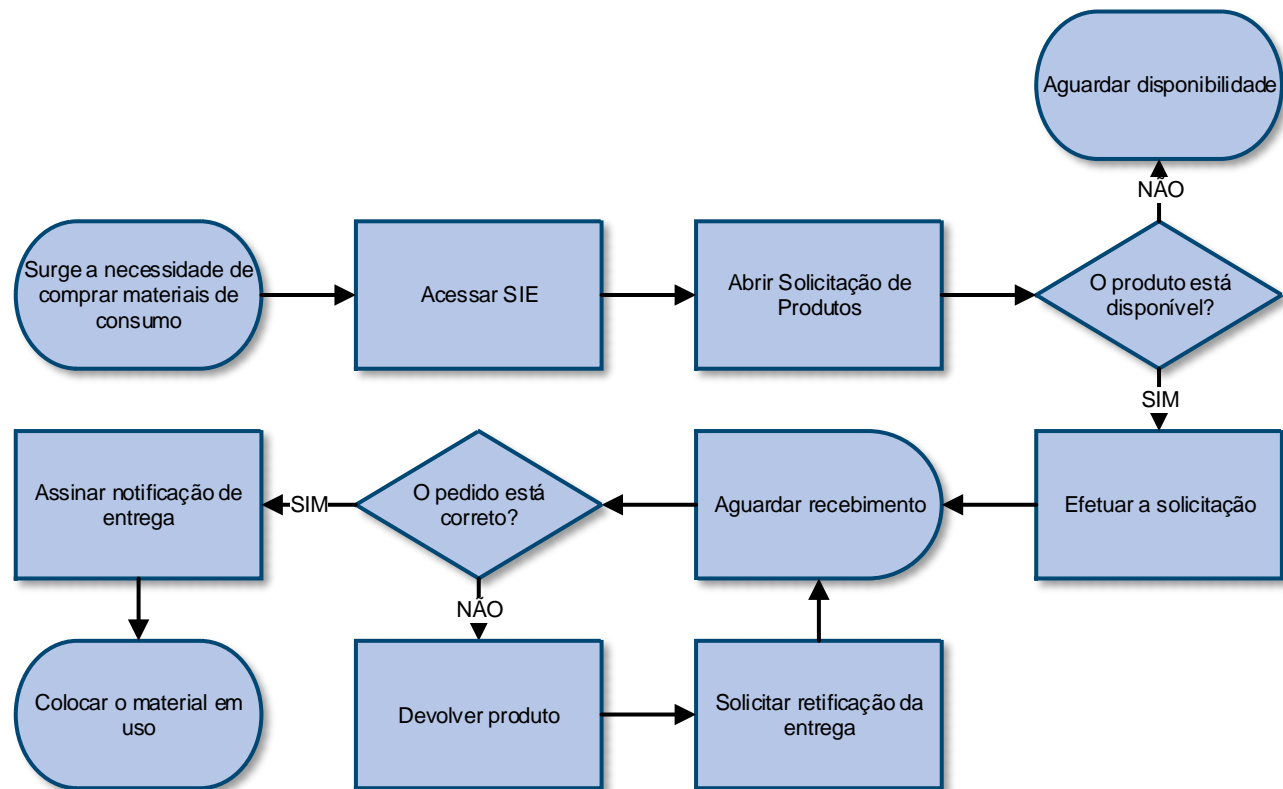 Aguardar disponibilidade
NÃO
Surge a necessidade de
comprar materiais de
consumo
Acessar SIE
Abrir Solicitação de
Produtos
O produto está
disponível?
SIM
Assinar notificação de
entrega
SIM
O pedido está
correto?
Aguardar recebimento
Efetuar a solicitação
NÃO
Colocar o material em
uso
Devolver produto
Solicitar retificação da
entrega